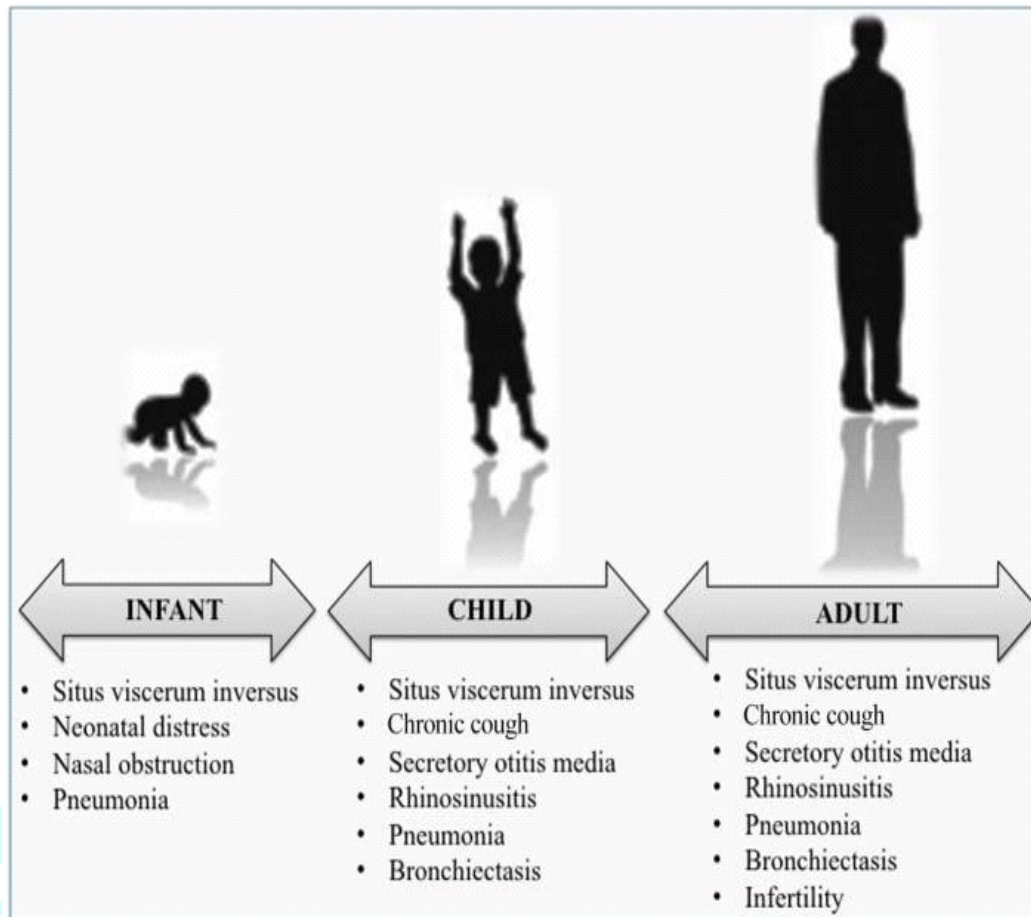 INFANT
• Situs viscerum inversus
• Neonatal distress
• Nasal obstruction
• Pneumonia
CHILD
• Situs viscerum inversus
• Chronic cough
• Secretory otitis media
• Rhinosinusitis
• Pneumonia
• Bronchiectasis
ADULT
• Situs viscerum inversus
• Chronic cough
• Secretory otitis media
• Rhinosinusitis
• Pneumonia
• Bronchiectasis
• Infertility